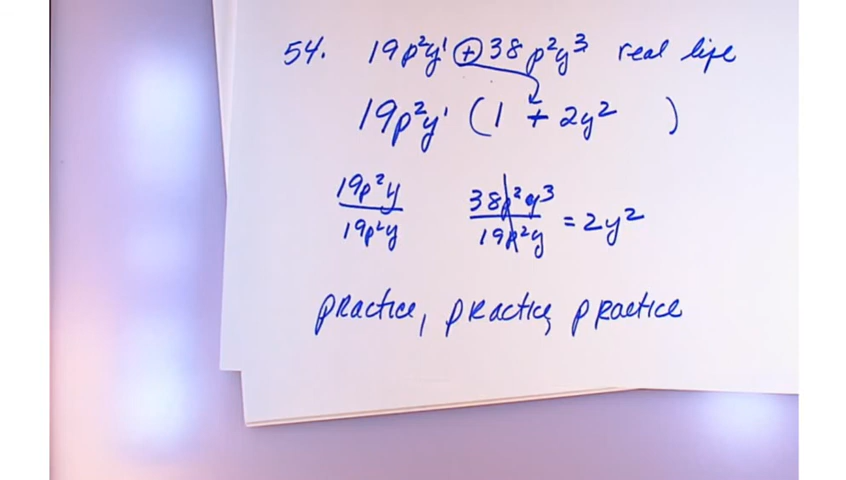 54. 19p²y¹ + 38p²y³ real life
19p²y¹ (1 + 2y² )
19p²y/19p²y 38p²y³/19p²y = 2y²
practice, practice, practice